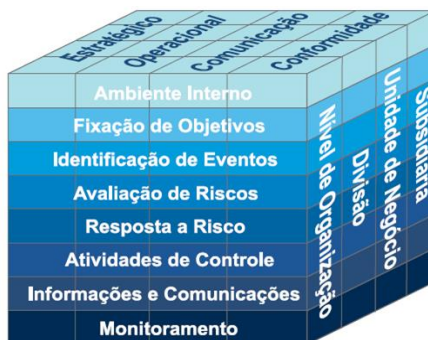 Estratégico
Operacional
Comunicação
Conformidade
Ambiente Interno
Fixação de Objetivos
Identificação de Eventos
Avaliação de Riscos
Resposta a Risco
Atividades de Controle
Informações e Comunicações
Monitoramento
Nível de Organização
Divisão
Unidade de Negócio
Subsidiária